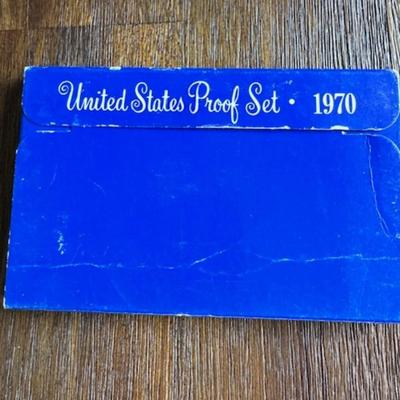 United States Proof Set • 1970